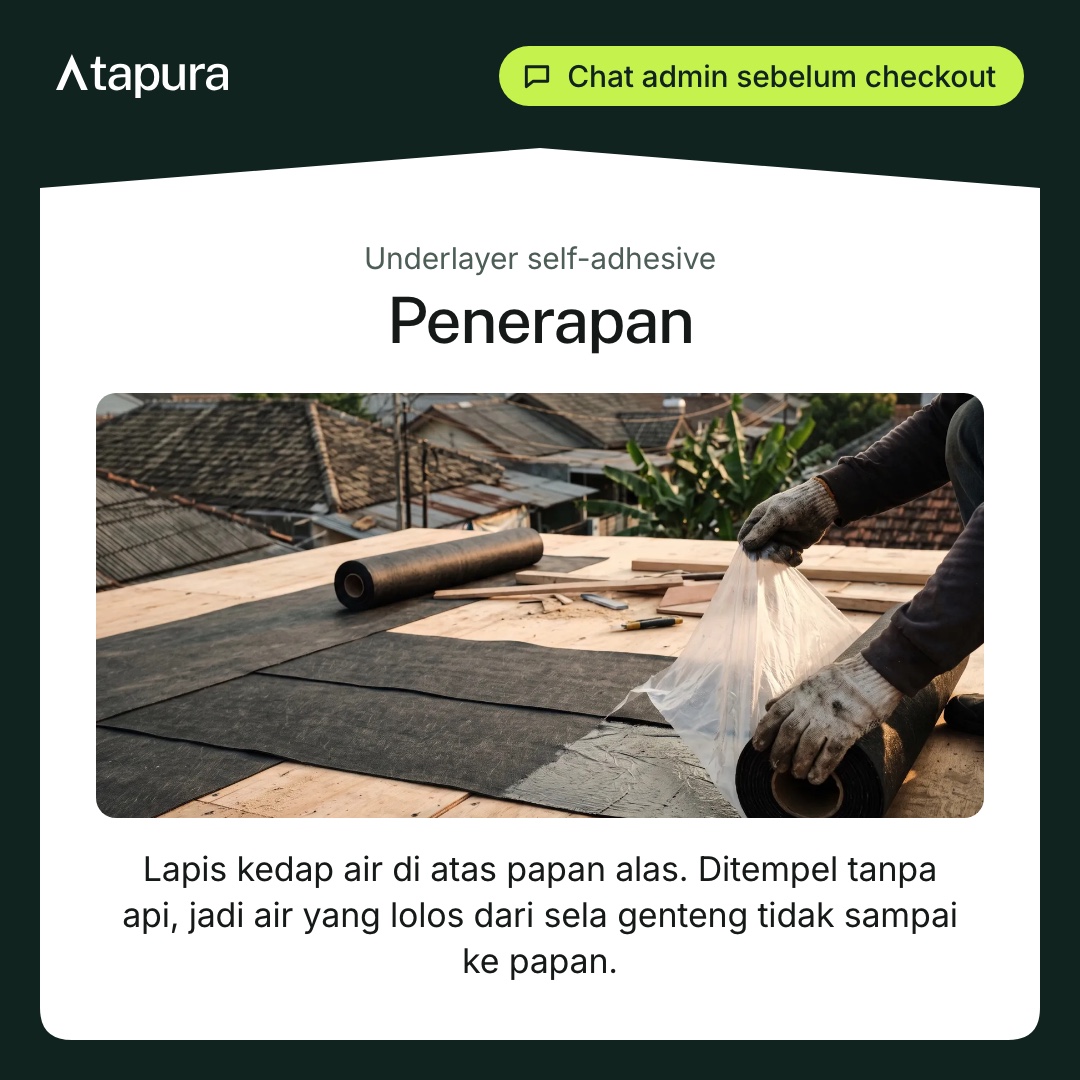 Atapura
Chat admin sebelum checkout
Underlayer self-adhesive
Penerapan
Lapis kedap air di atas papan alas. Ditempel tanpa
api, jadi air yang lolos dari sela genteng tidak sampai
ke papan.